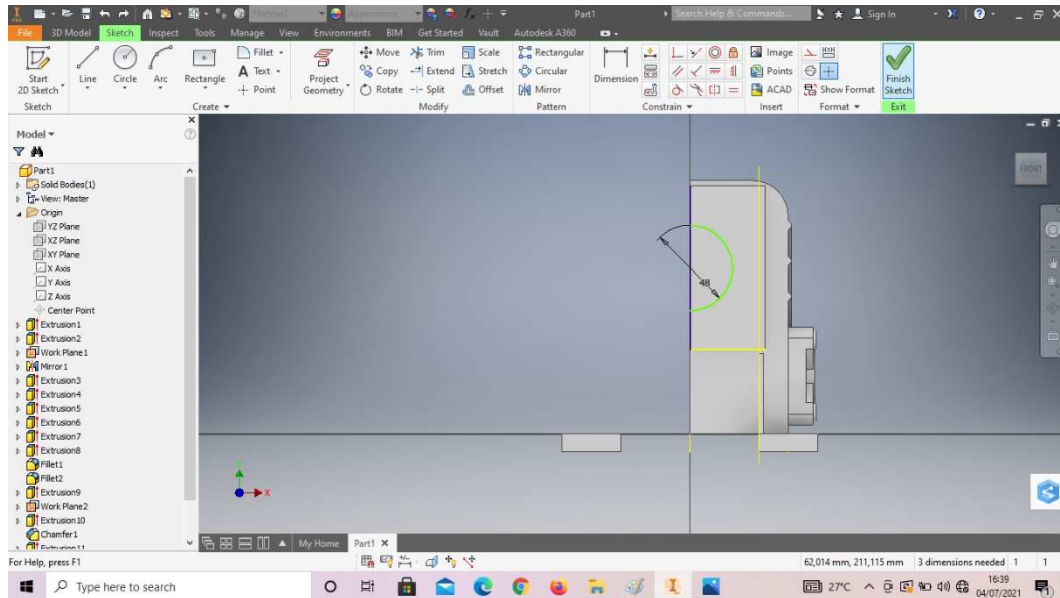 Material
Appearance
Part1
Search Help & Commands...
Sign In
File 3D Model Sketch Inspect Tools Manage View Environments BIM Get Started Vault Autodesk A360
Start
2D Sketch
Line
Circle
Arc
Rectangle
Fillet
Text
Point
Project
Geometry
Move
Copy
Rotate
Trim
Extend
Split
Scale
Stretch
Offset
Rectangular
Circular
Mirror
Dimension
Image
Points
ACAD
Show Format
Finish
Sketch
Sketch
Create
Modify
Pattern
Constrain
Insert
Format
Exit
Model
Part1
Solid Bodies(1)
View: Master
Origin
YZ Plane
XZ Plane
XY Plane
X Axis
Y Axis
Z Axis
Center Point
Extrusion1
Extrusion2
Work Plane1
Mirror1
Extrusion3
Extrusion4
Extrusion5
Extrusion6
Extrusion7
Extrusion8
Fillet1
Fillet2
Extrusion9
Work Plane2
Extrusion10
Chamfer1
Extrusion11
FRONT
48
X
My Home Part1
For Help, press F1
62,014 mm, 211,115 mm 3 dimensions needed 1 1
Type here to search
27°C
16:39
04/07/2021